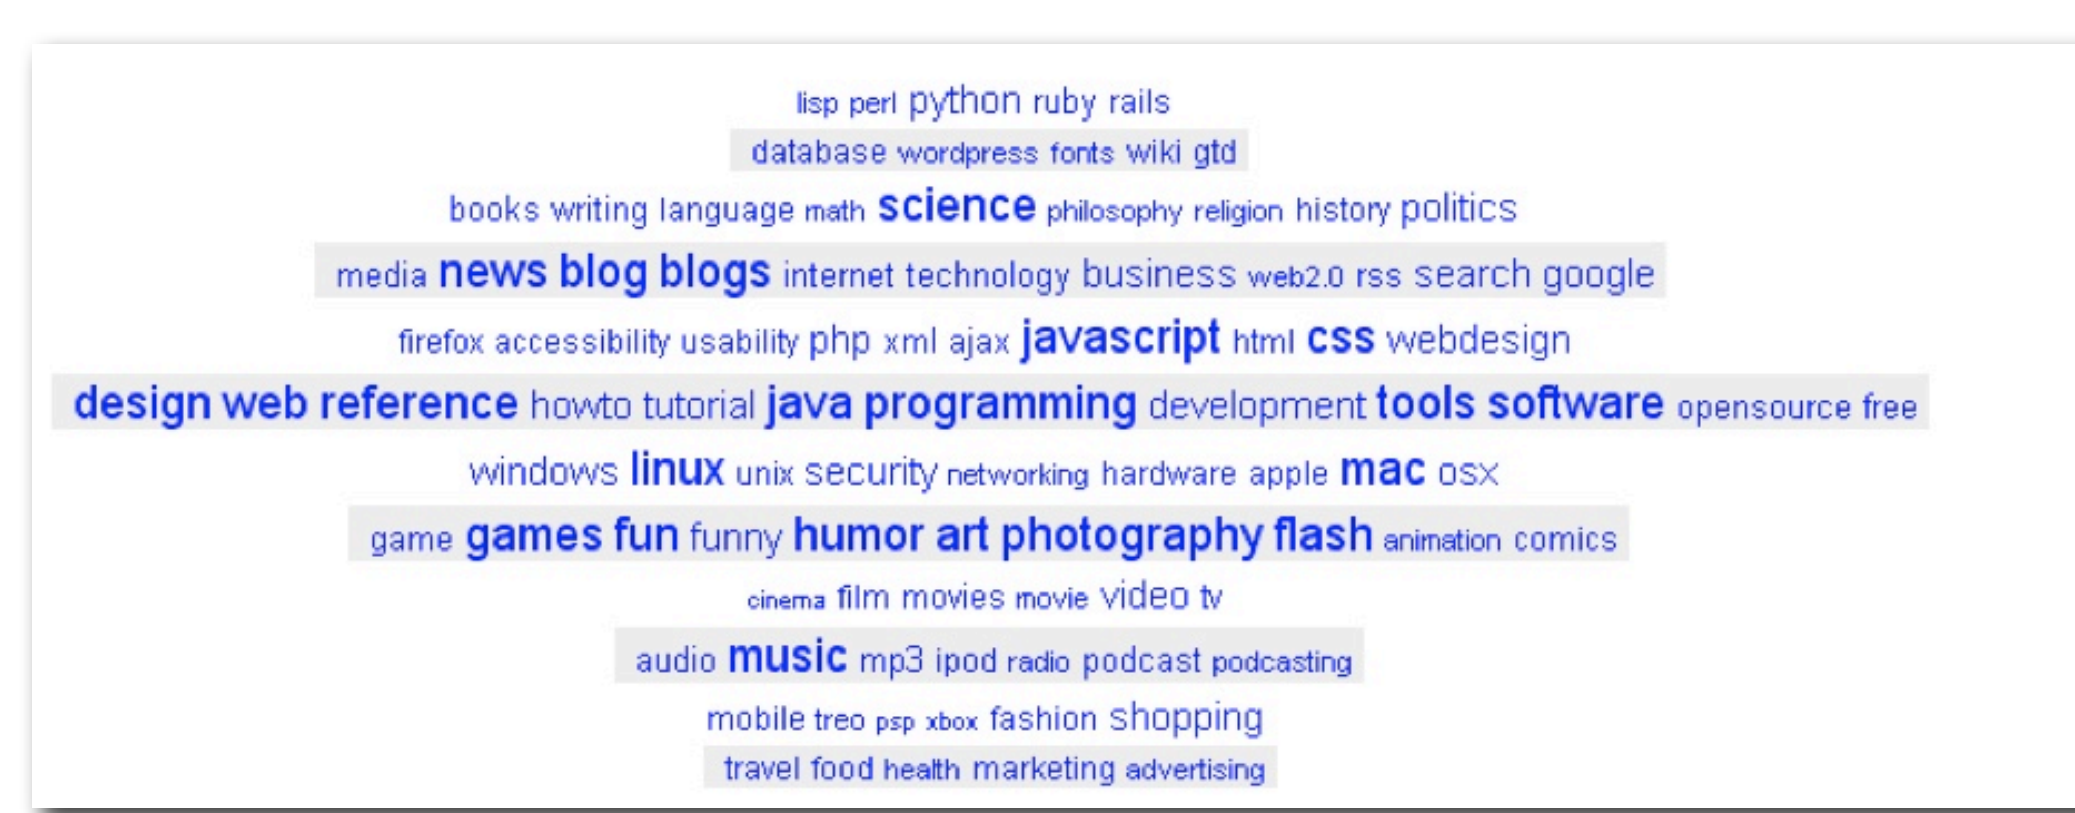 lisp perl python ruby rails
database wordpress fonts wiki gtd
books writing language math science philosophy religion history politics
media news blog blogs internet technology business web2.0 rss search google
firefox accessibility usability php xml ajax javascript html css webdesign
design web reference howto tutorial java programming development tools software opensource free
windows linux unix security networking hardware apple mac osx
game games fun funny humor art photography flash animation comics
cinema film movies movie video tv
audio music mp3 ipod radio podcast podcasting
mobile treo psp xbox fashion shopping
travel food health marketing advertising